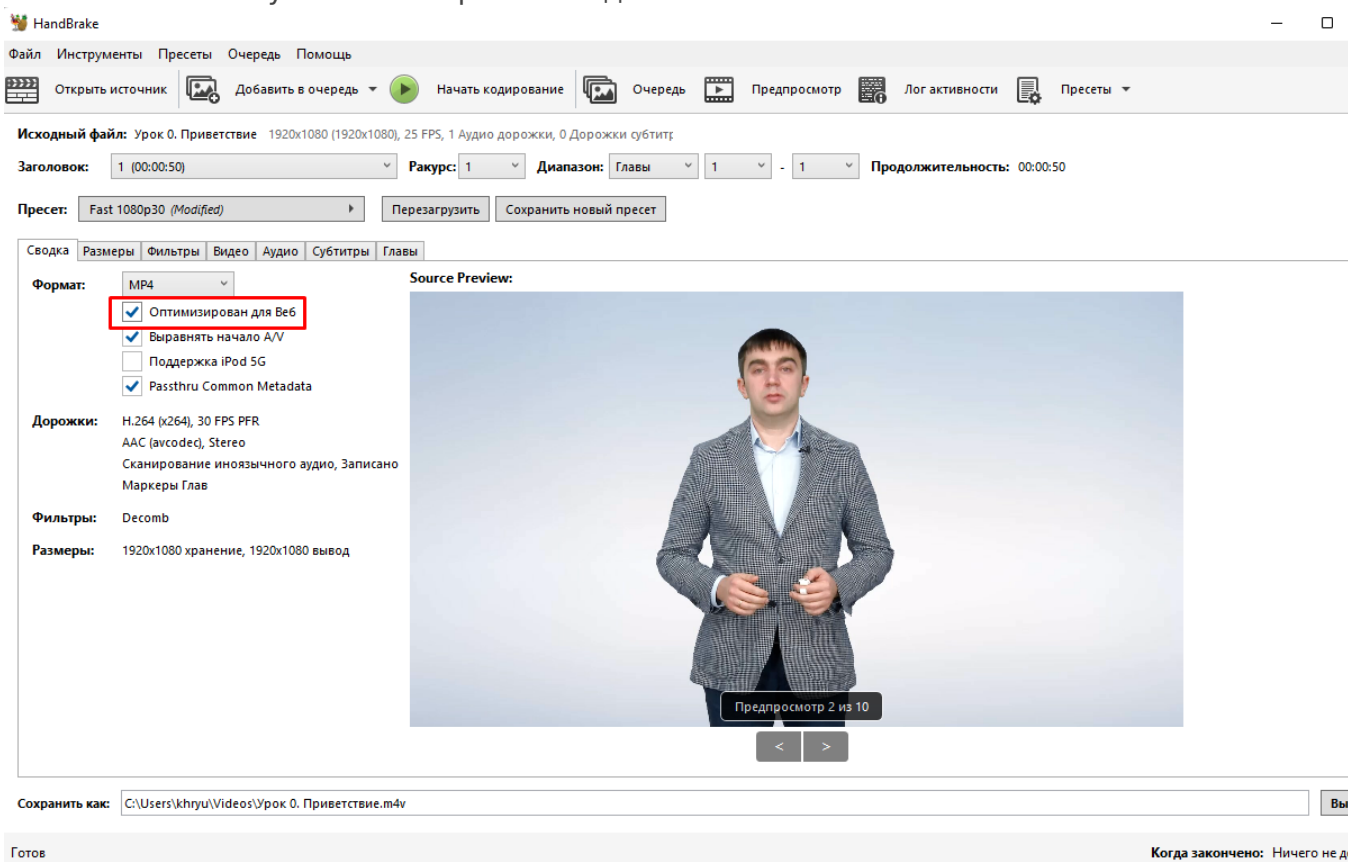 HandBrake
Файл Инструменты Пресеты Очередь Помощь
Открыть источник Добавить в очередь Начать кодирование Очередь Предпросмотр Лог активности Пресеты
Исходный файл: Урок 0. Приветствие 1920x1080 (1920x1080), 25 FPS, 1 Аудио дорожки, 0 Дорожки субтитр
Заголовок: 1 (00:00:50) Ракурс: 1 Диапазон: Главы 1 - 1 Продолжительность: 00:00:50
Пресет: Fast 1080p30 (Modified) Перезагрузить Сохранить новый пресет
Сводка Размеры Фильтры Видео Аудио Субтитры Главы
Формат: MP4 Source Preview:
Оптимизирован для Веб
Выравнять начало A/V
Поддержка iPod 5G
Passthru Common Metadata
Дорожки: H.264 (x264), 30 FPS PFR
AAC (avcodec), Stereo
Сканирование иноязычного аудио, Записано
Маркеры Глав
Фильтры: Decomb
Размеры: 1920x1080 хранение, 1920x1080 вывод
Предпросмотр 2 из 10
< >
Сохранить как: C:\Users\khryu\Videos\Урок 0. Приветствие.m4v Вы
Готов Когда закончено: Ничего не д